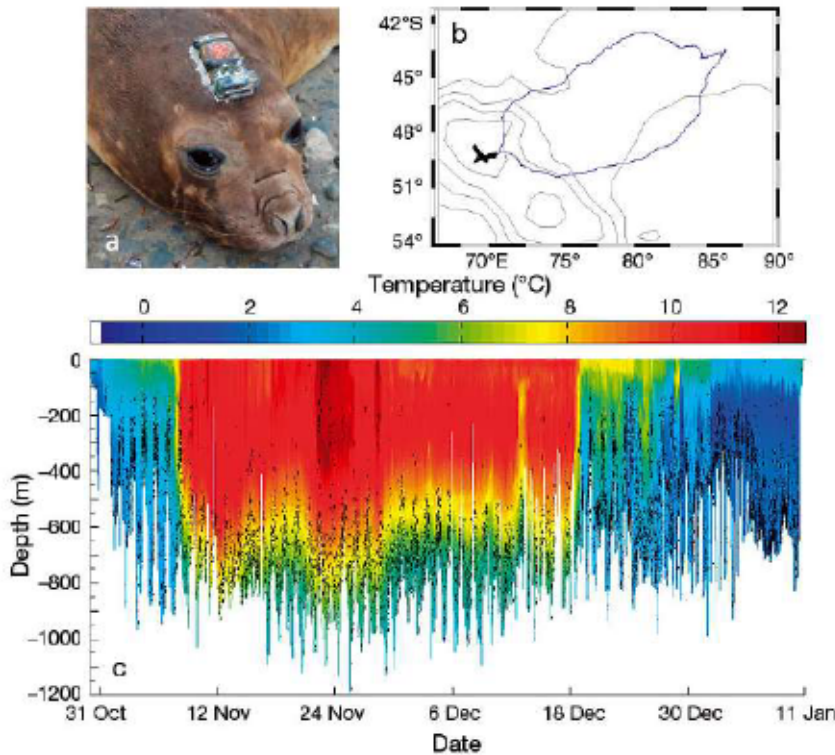 a
b
42°S
45°
48°
51°
54°
70°E 75° 80° 85° 90°
Temperature (°C)
0 2 4 6 8 10 12
0
–200
–400
–600
–800
–1000
–1200
Depth (m)
c
31 Oct 12 Nov 24 Nov 6 Dec 18 Dec 30 Dec 11 Jan
Date